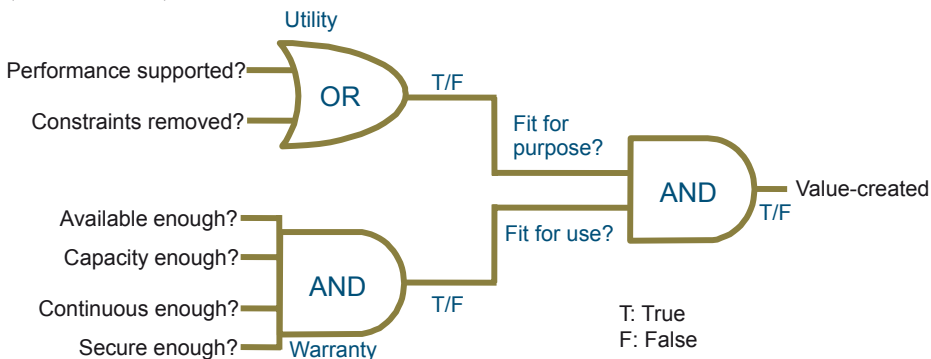 Utility
Performance supported?
OR
T/F
Constraints removed?
Fit for
purpose?
AND
Value-created
T/F
Available enough?
Fit for use?
Capacity enough?
AND
T/F
Continuous enough?
Secure enough?
Warranty
T: True
F: False